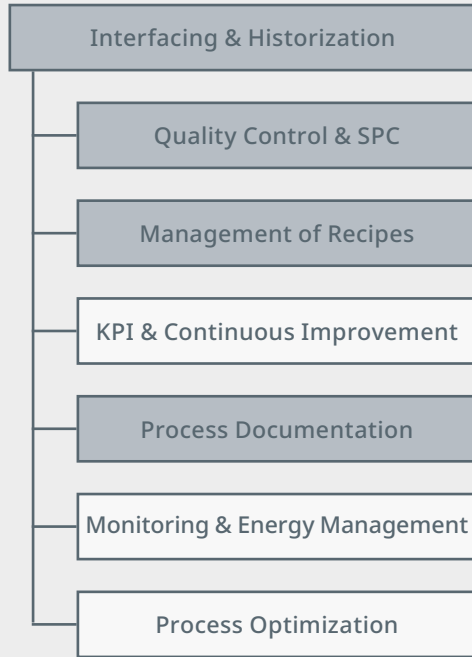 Interfacing & Historization
Quality Control & SPC
Management of Recipes
KPI & Continuous Improvement
Process Documentation
Monitoring & Energy Management
Process Optimization